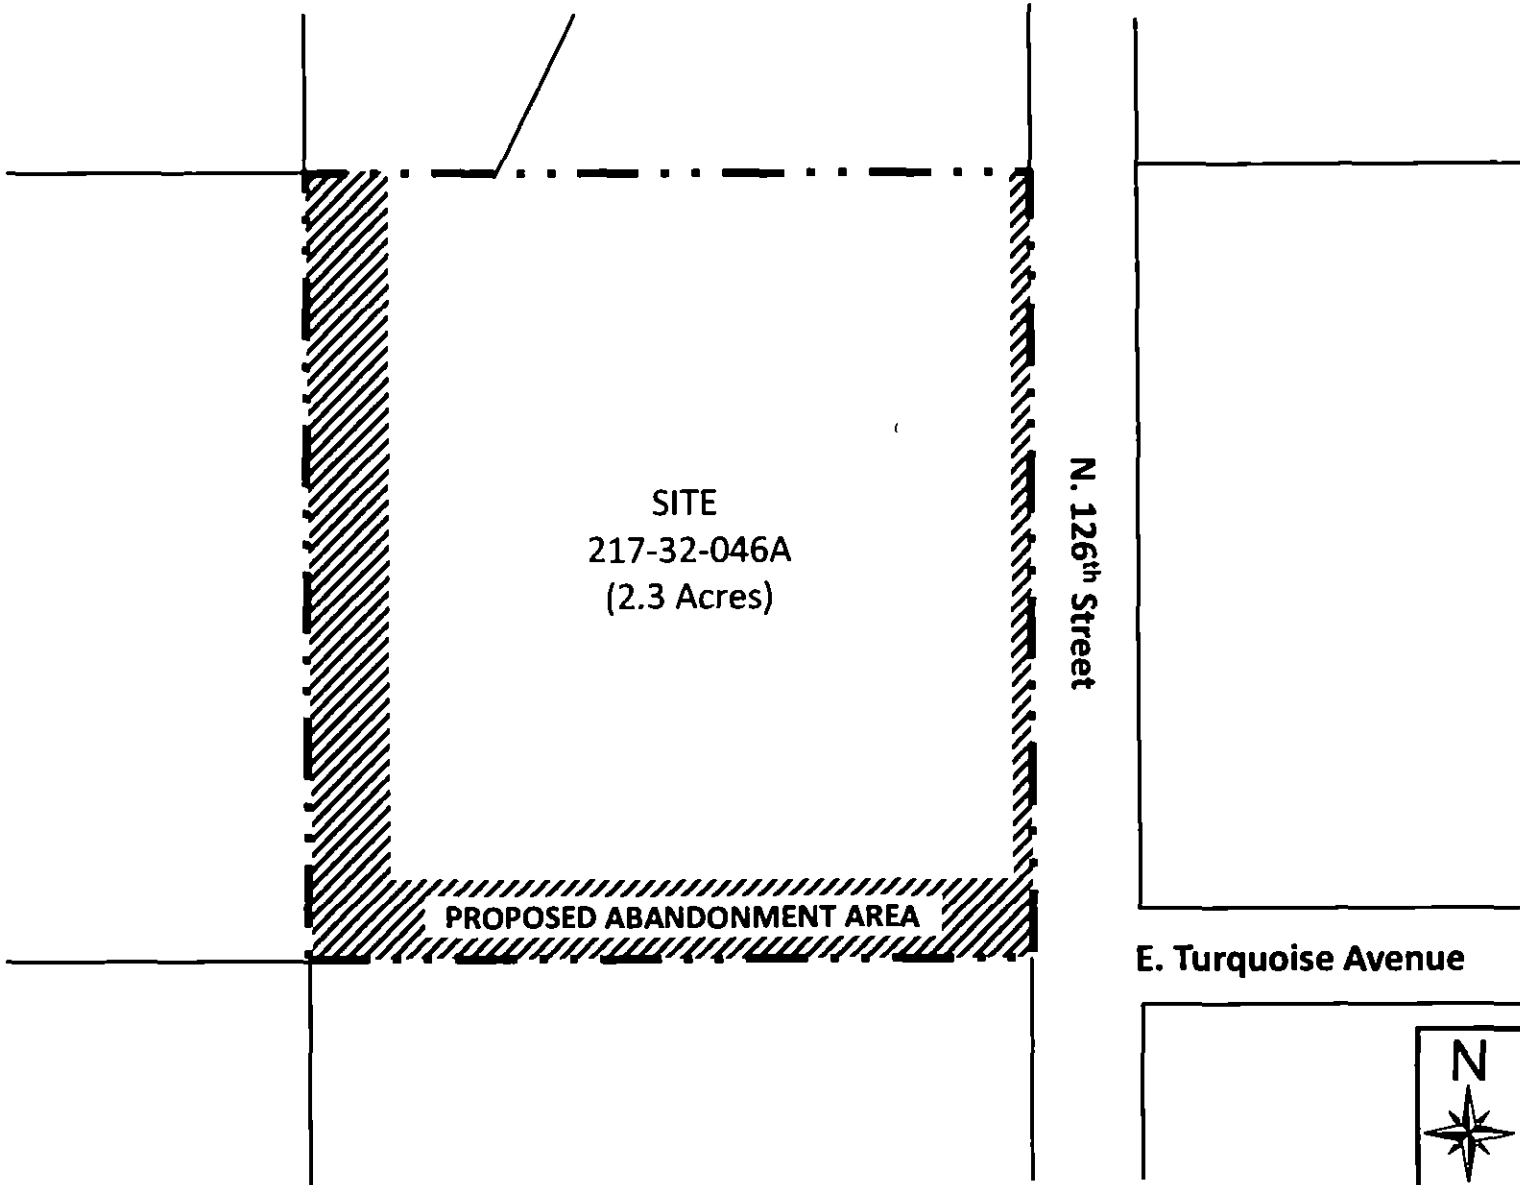 SITE
217-32-046A
(2.3 Acres)
N. 126th Street
PROPOSED ABANDONMENT AREA
E. Turquoise Avenue
N